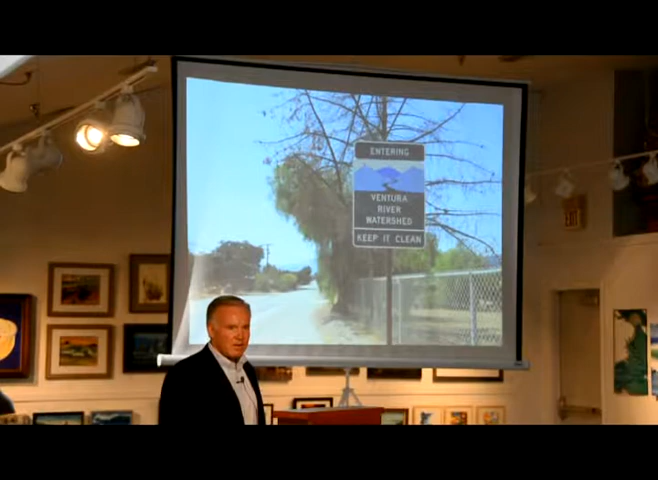 ENTERING
VENTURA
RIVER
WATERSHED
KEEP IT CLEAN